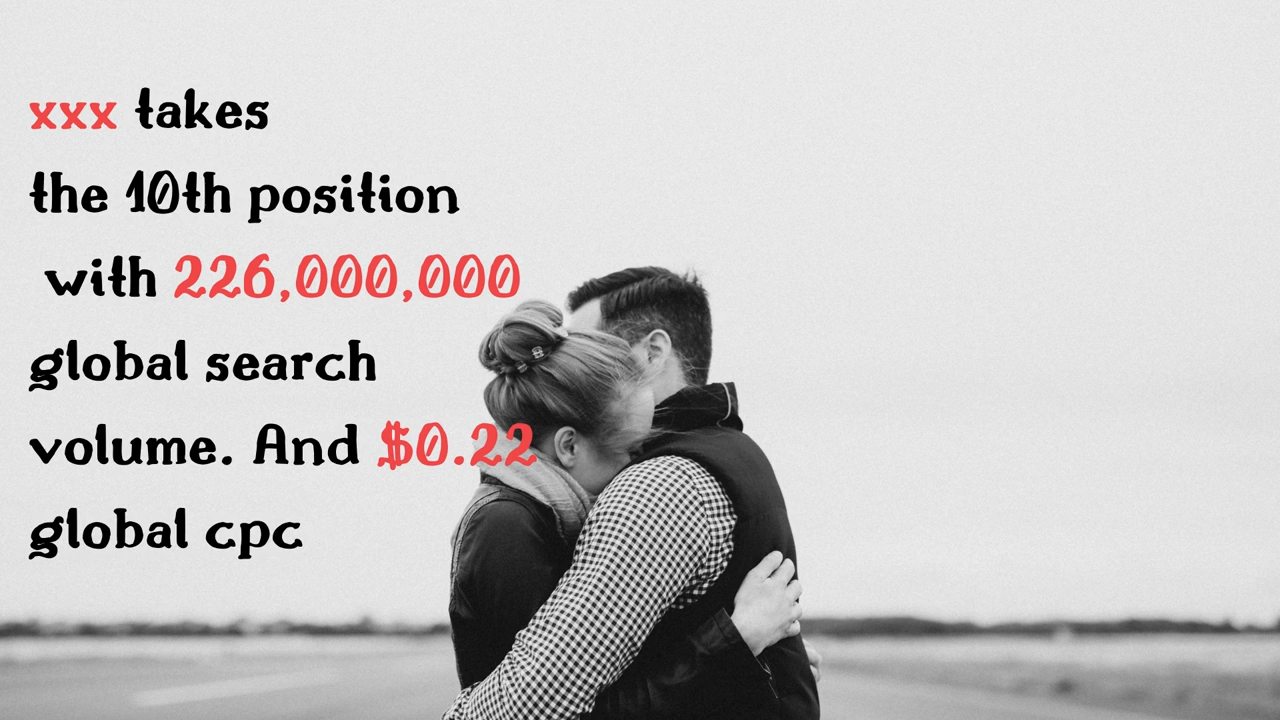 xxx takes
the 10th position
with 226,000,000
global search
volume. And $0.22
global cpc